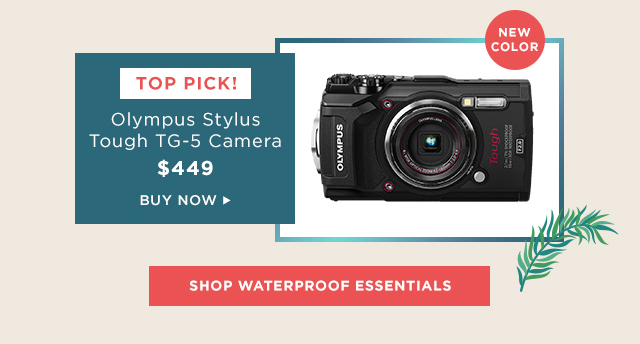 NEW
COLOR
TOP PICK!
Olympus Stylus
Tough TG-5 Camera
$449
BUY NOW ▸
OLYMPUS
Tough
SHOP WATERPROOF ESSENTIALS